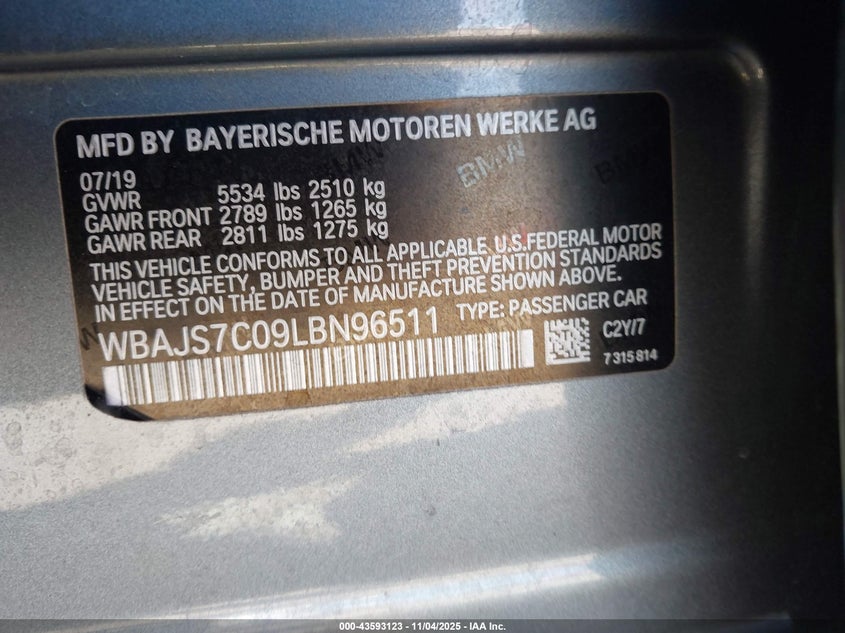 MFD BY BAYERISCHE MOTOREN WERKE AG
07/19
GVWR 5534 lbs 2510 kg
GAWR FRONT 2789 lbs 1265 kg
GAWR REAR 2811 lbs 1275 kg
THIS VEHICLE CONFORMS TO ALL APPLICABLE U.S.FEDERAL MOTOR
VEHICLE SAFETY, BUMPER AND THEFT PREVENTION STANDARDS
IN EFFECT ON THE DATE OF MANUFACTURE SHOWN ABOVE.
WBAJS7C09LBN96511 TYPE: PASSENGER CAR
C2Y/7
7 315 814
BMW
000-43593123 - 11/04/2025 - IAA Inc.